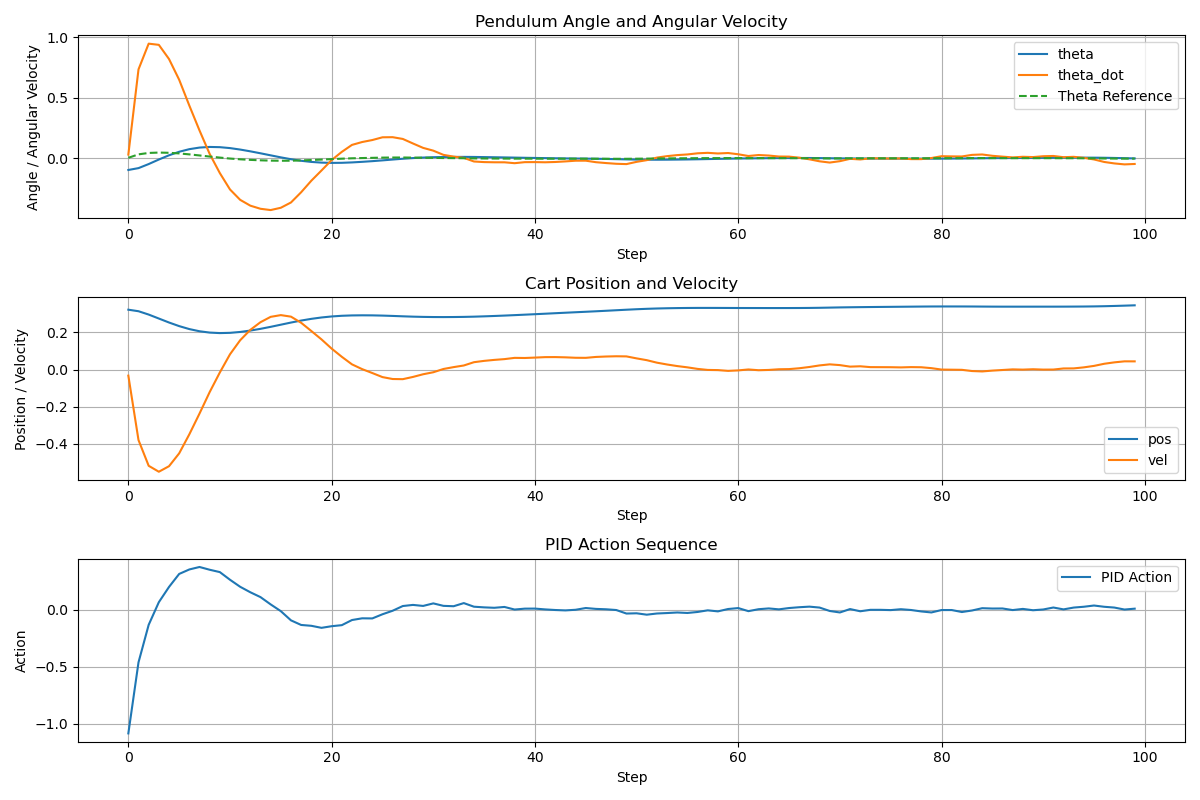 Pendulum Angle and Angular Velocity
Angle / Angular Velocity
1.0
0.5
0.0
theta
theta_dot
Theta Reference
0 20 40 60 80 100
Step
Cart Position and Velocity
Position / Velocity
0.2
0.0
−0.2
−0.4
pos
vel
0 20 40 60 80 100
Step
PID Action Sequence
Action
0.0
−0.5
−1.0
PID Action
0 20 40 60 80 100
Step